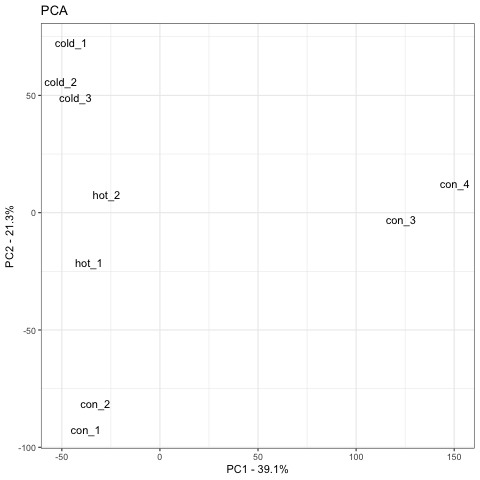 PCA
cold_1
cold_2
cold_3
hot_2
hot_1
con_4
con_3
con_2
con_1
50
0
-50
-100
PC2 - 21.3%
-50
0
50
100
150
PC1 - 39.1%